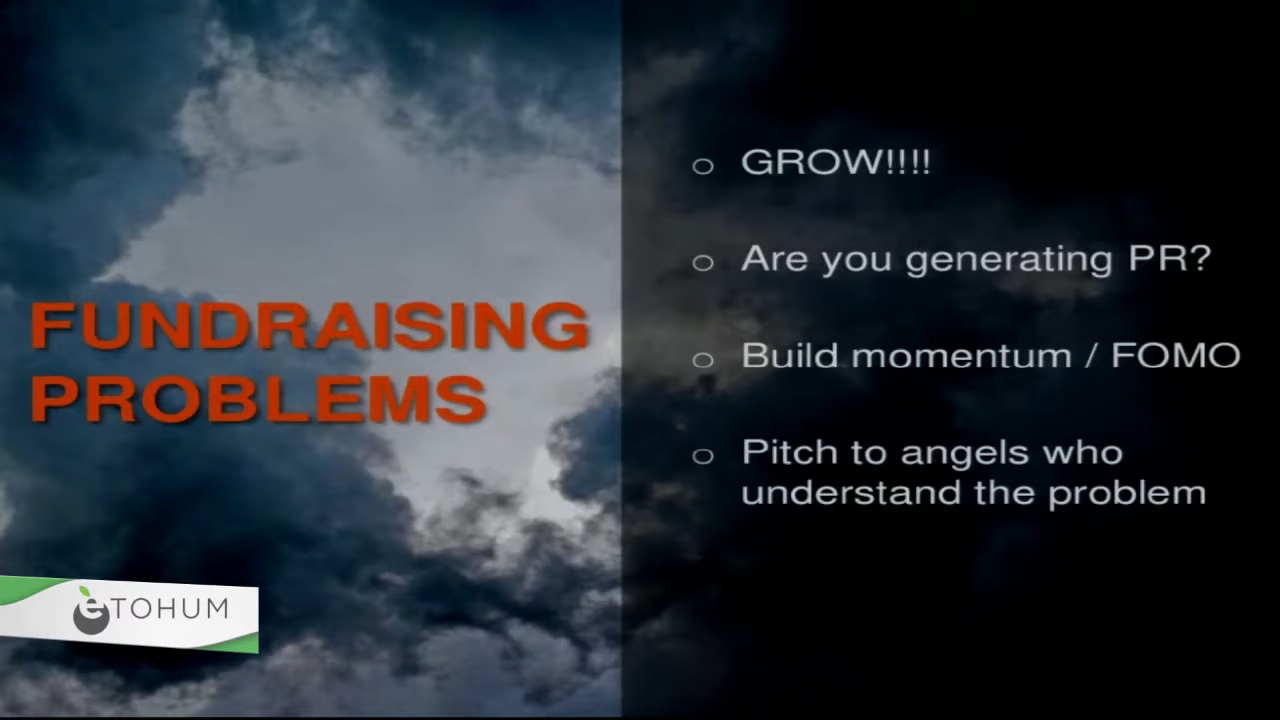 FUNDRAISING
PROBLEMS
GROW!!!!
Are you generating PR?
Build momentum / FOMO
Pitch to angels who
understand the problem
eTOHUM